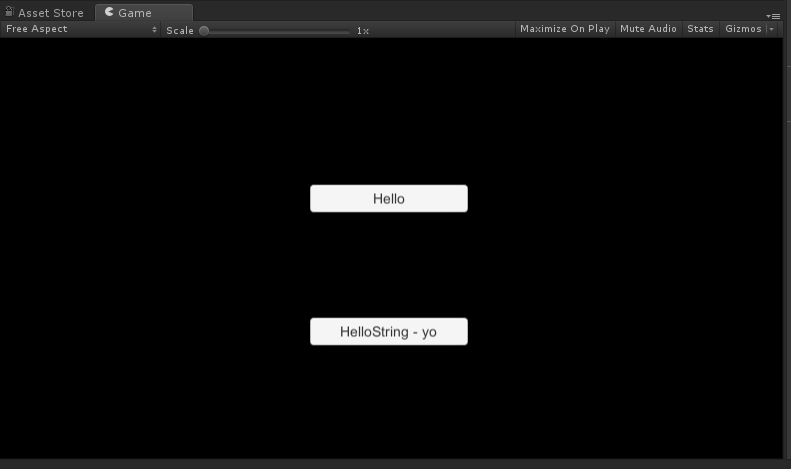 Asset Store
Game
Free Aspect
Scale
1x
Maximize On Play
Mute Audio
Stats
Gizmos
Hello
HelloString - yo